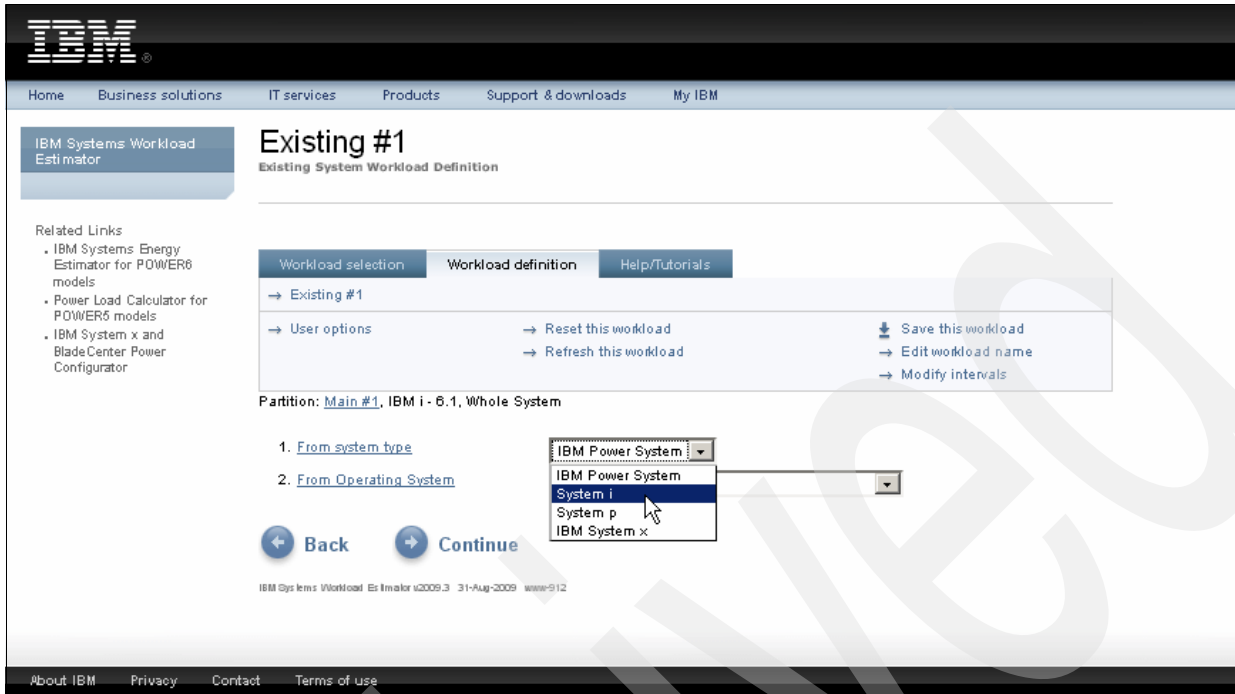 IBM®
Home Business solutions IT services Products Support & downloads My IBM
IBM Systems Workload
Estimator
Existing #1
Existing System Workload Definition
Related Links
. IBM Systems Energy
Estimator for POWER6
models
. Power Load Calculator for
POWER5 models
. IBM System x and
BladeCenter Power
Configurator
Workload selection Workload definition Help/Tutorials
→ Existing #1
→ User options → Reset this workload Save this workload
→ Refresh this workload → Edit workload name
→ Modify intervals
Partition: Main #1, IBM i - 6.1, Whole System
1. From system type IBM Power System
2. From Operating System
IBM Power System
System i
System p
IBM System x
Back Continue
IBM Systems Workload Estimator v2009.3 31-Aug-2009 www-912
About IBM Privacy Contact Terms of use